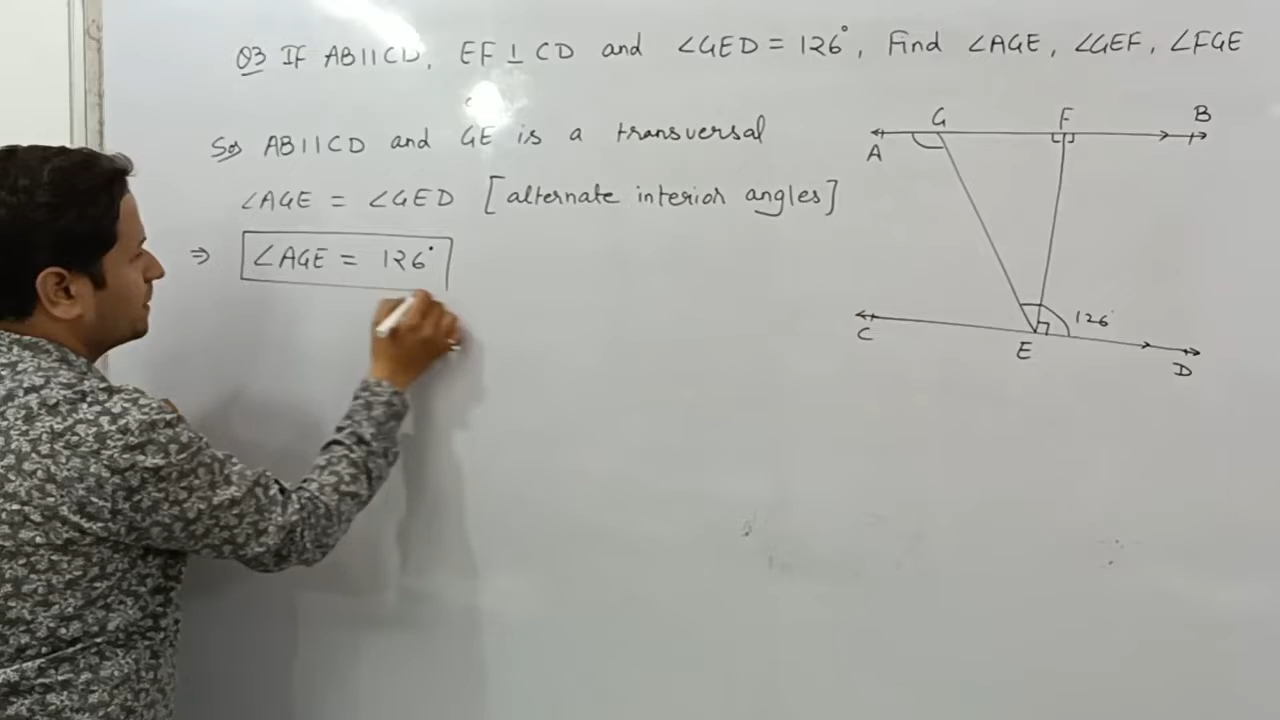 Q3 IF AB||CD, EF⊥CD and ∠GED = 126°, Find ∠AGE, ∠GEF, ∠FGE
Sol AB||CD and GE is a transversal
∠AGE = ∠GED [alternate interior angles]
⇒ ∠AGE = 126°
G F B
A
126°
C
E
D